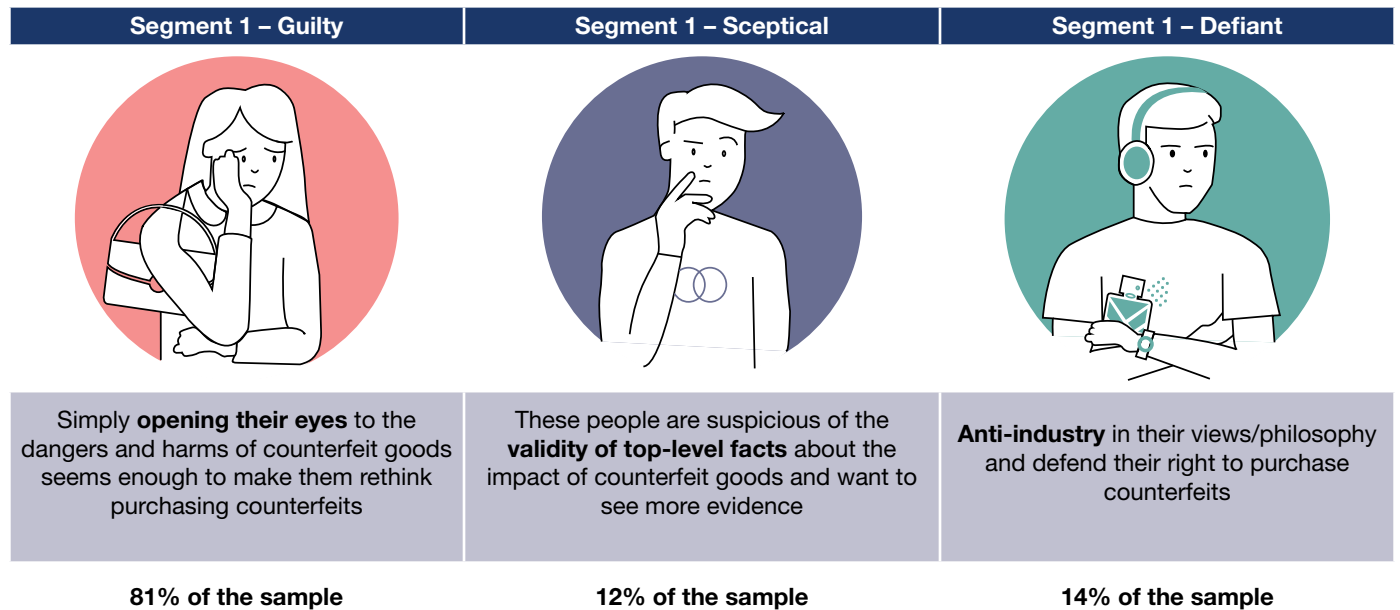 Segment 1 – Guilty
Segment 1 – Sceptical
Segment 1 – Defiant
Simply opening their eyes to the
dangers and harms of counterfeit goods
seems enough to make them rethink
purchasing counterfeits
These people are suspicious of the
validity of top-level facts about the
impact of counterfeit goods and want to
see more evidence
Anti-industry in their views/philosophy
and defend their right to purchase
counterfeits
81% of the sample
12% of the sample
14% of the sample